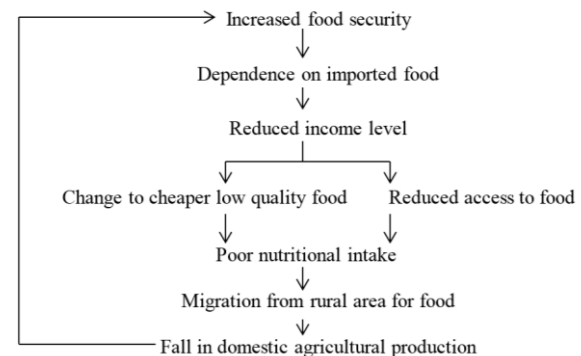 Increased food security
Dependence on imported food
Reduced income level
Change to cheaper low quality food
Reduced access to food
Poor nutritional intake
Migration from rural area for food
Fall in domestic agricultural production